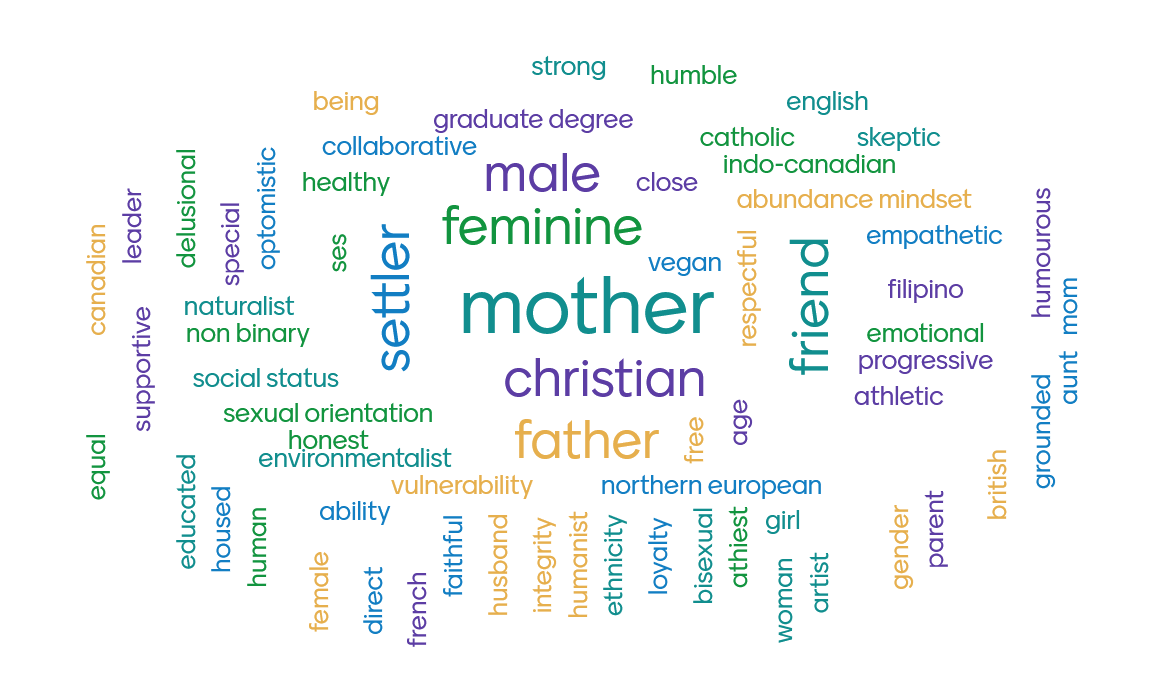 strong
humble
being
english
graduate degree
catholic
skeptic
collaborative
male
indo-canadian
healthy
close
abundance mindset
canadian
leader
delusional
special
optomistic
ses
settler
feminine
vegan
respectful
friend
empathetic
humourous
mom
filipino
naturalist
non binary
mother
emotional
progressive
supportive
social status
christian
athletic
aunt
grounded
sexual orientation
honest
environmentalist
father
free
age
equal
educated
housed
human
vulnerability
northern european
british
ability
girl
female
direct
french
faithful
husband
integrity
humanist
ethnicity
loyalty
bisexual
athiest
woman
artist
gender
parent